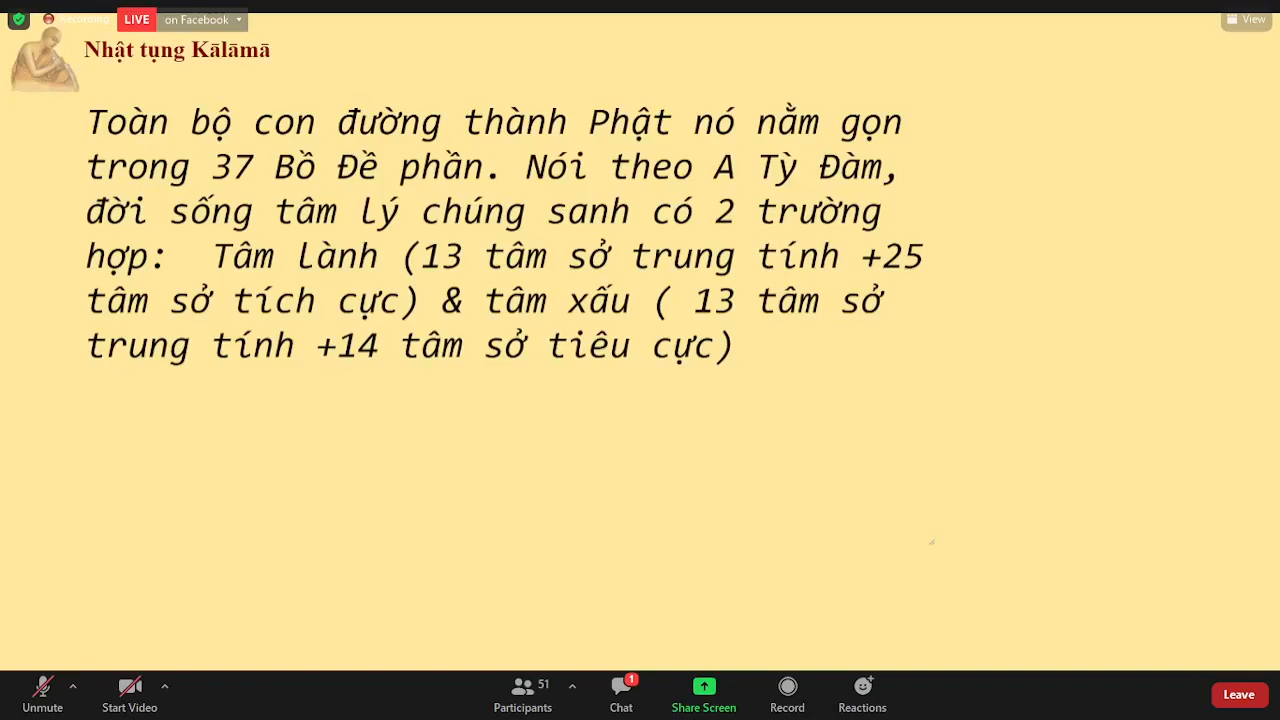 Recording
LIVE
on Facebook
View
Nhật tụng Kālāmā
Toàn bộ con đường thành Phật nó nằm gọn
trong 37 Bồ Đề phần. Nói theo A Tỳ Đàm,
đời sống tâm lý chúng sanh có 2 trường
hợp: Tâm lành (13 tâm sở trung tính +25
tâm sở tích cực) & tâm xấu ( 13 tâm sở
trung tính +14 tâm sở tiêu cực)
51
1
Unmute
Start Video
Participants
Chat
Share Screen
Record
Reactions
Leave